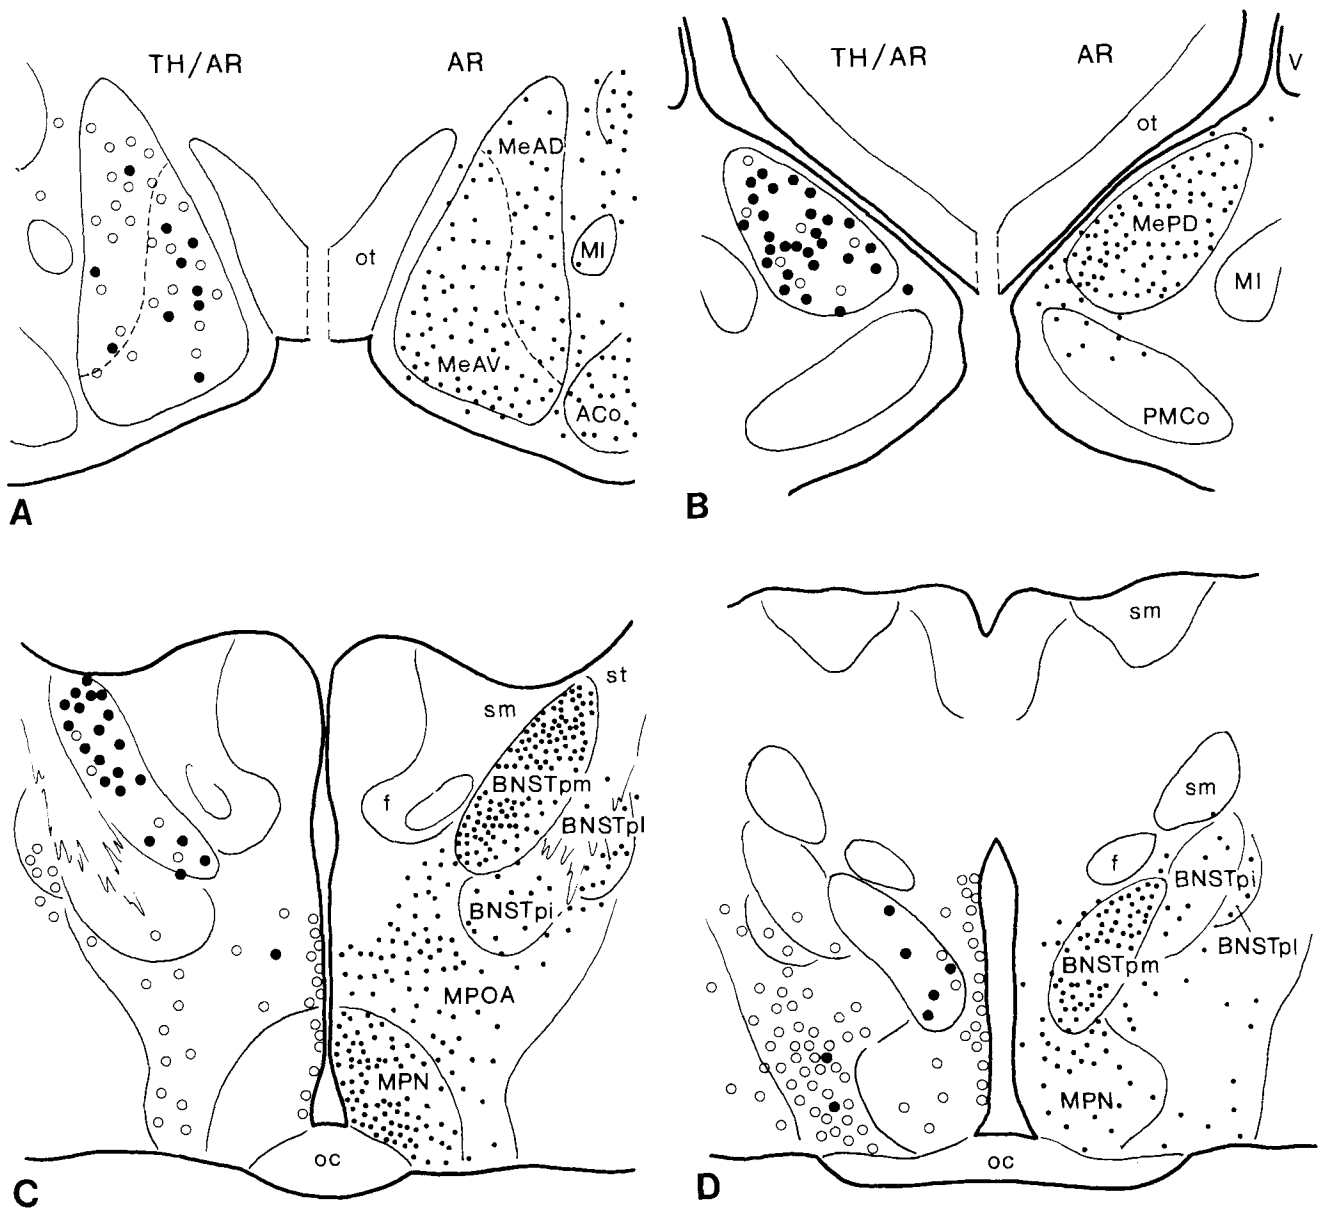 TH/AR
AR
MeAD
MI
ot
MeAV
ACo
A
TH/AR
AR
V
ot
MePD
MI
PMCo
B
st
sm
BNSTpm
f
BNSTpl
BNSTpi
MPOA
MPN
oc
C
sm
sm
f
BNSTpi
BNSTpl
BNSTpm
MPN
oc
D